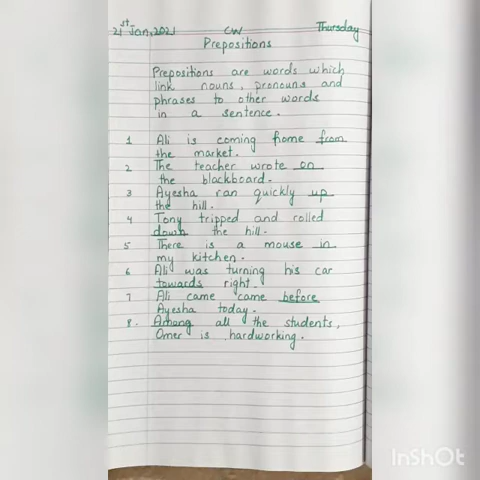 21st Jan, 2021 CW Thursday
Prepositions
Prepositions are words which
link nouns, pronouns and
phrases to other words
in a sentence.
1 Ali is coming home from
the market.
2 The teacher wrote on
the blackboard.
3 Ayesha ran quickly up
the hill.
4 Tony tripped and rolled
down the hill.
5 There is a mouse in
my kitchen.
6 Ali was turning his car
towards right.
7 Ali came came before
Ayesha today.
8. Among all the students,
Omer is hardworking.
InShOt